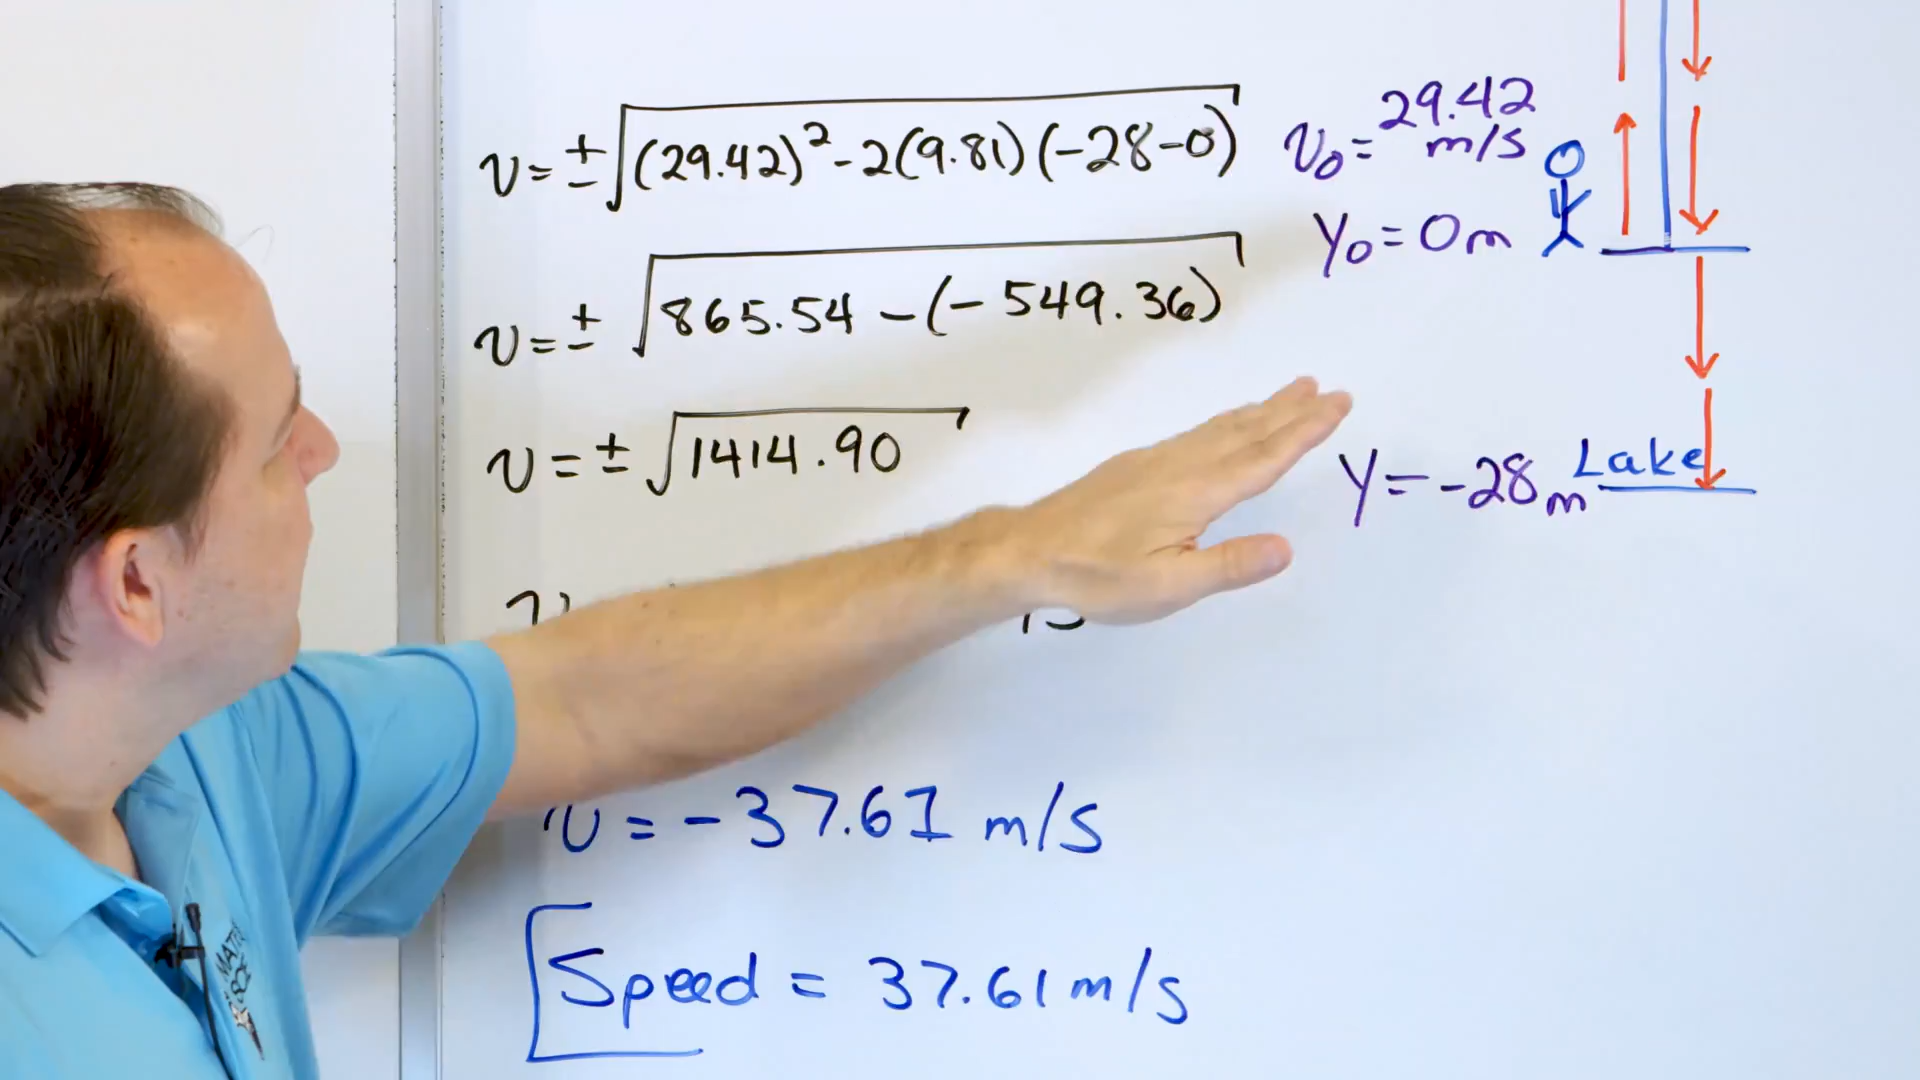 v = ± √(29.42)² - 2(9.81)(-28-0)
v₀ = 29.42 m/s
y₀ = 0m
v = ± √865.54 - (-549.36)
v = ± √1414.90
Lake
y = -28 m
v = -37.61 m/s
Speed = 37.61 m/s